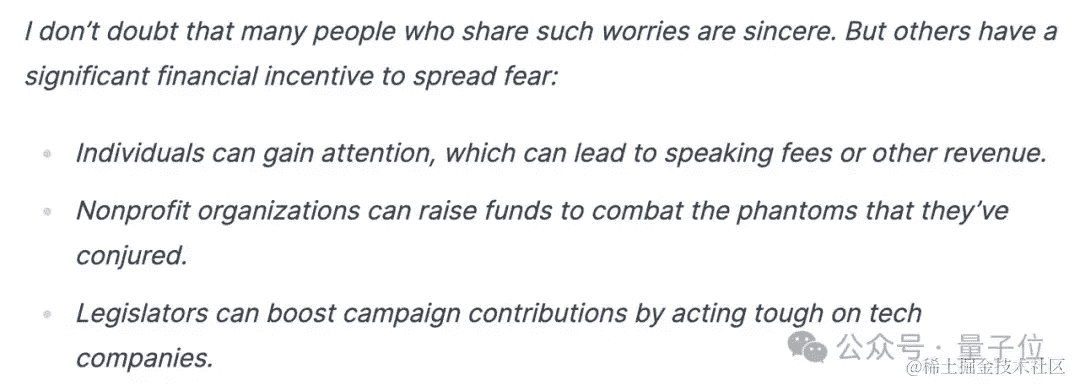 I don’t doubt that many people who share such worries are sincere. But others have a
significant financial incentive to spread fear:
Individuals can gain attention, which can lead to speaking fees or other revenue.
Nonprofit organizations can raise funds to combat the phantoms that they’ve
conjured.
Legislators can boost campaign contributions by acting tough on tech
companies.
公众号 · 量子位
@稀土掘金技术社区